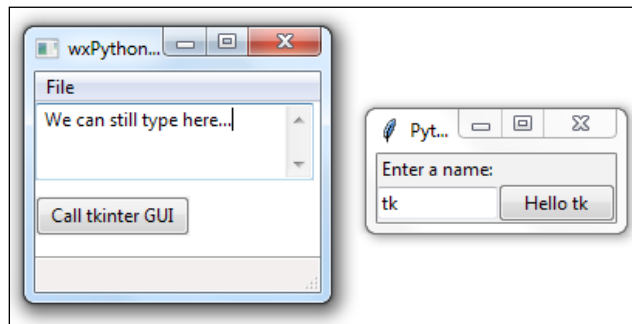 wxPython...
File
We can still type here...
Call tkinter GUI
Pyt...
Enter a name:
tk
Hello tk